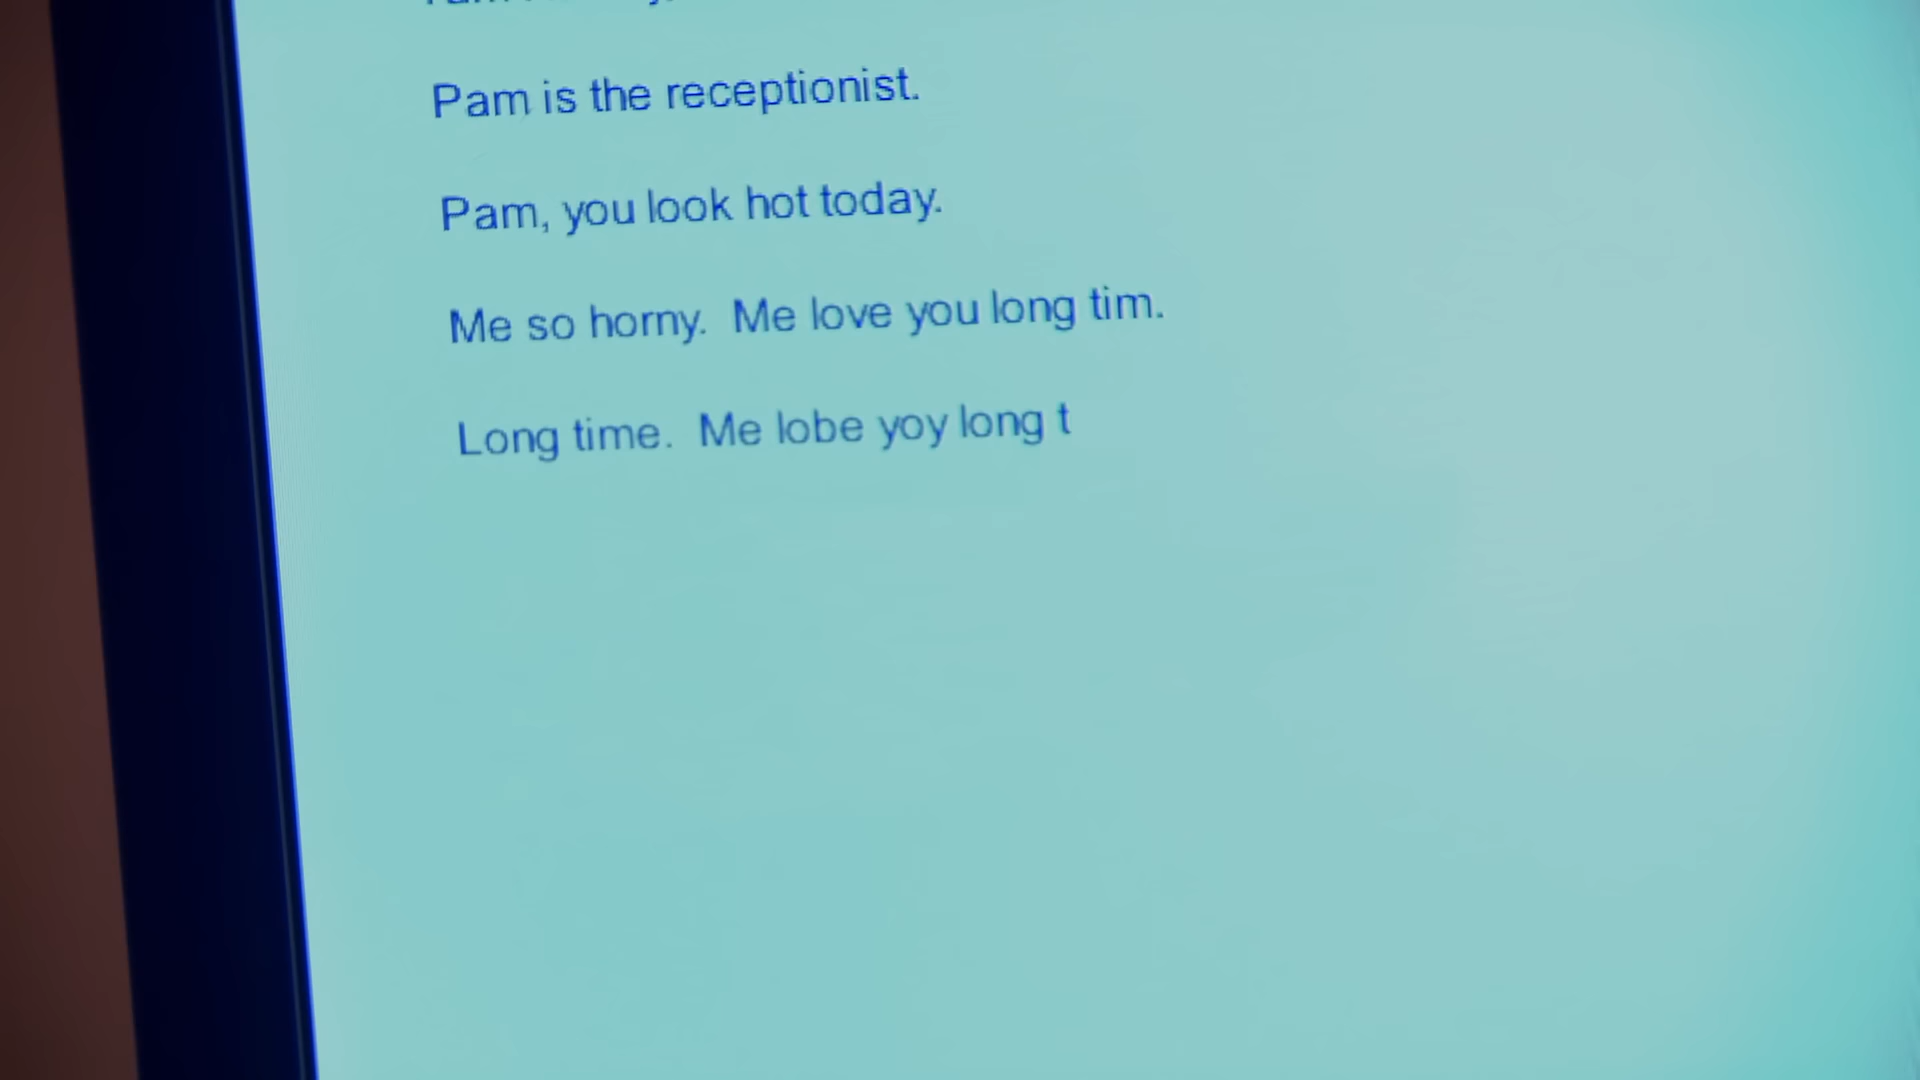 Pam is the receptionist.
Pam, you look hot today.
Me so horny.  Me love you long tim.
Long time.  Me lobe yoy long t